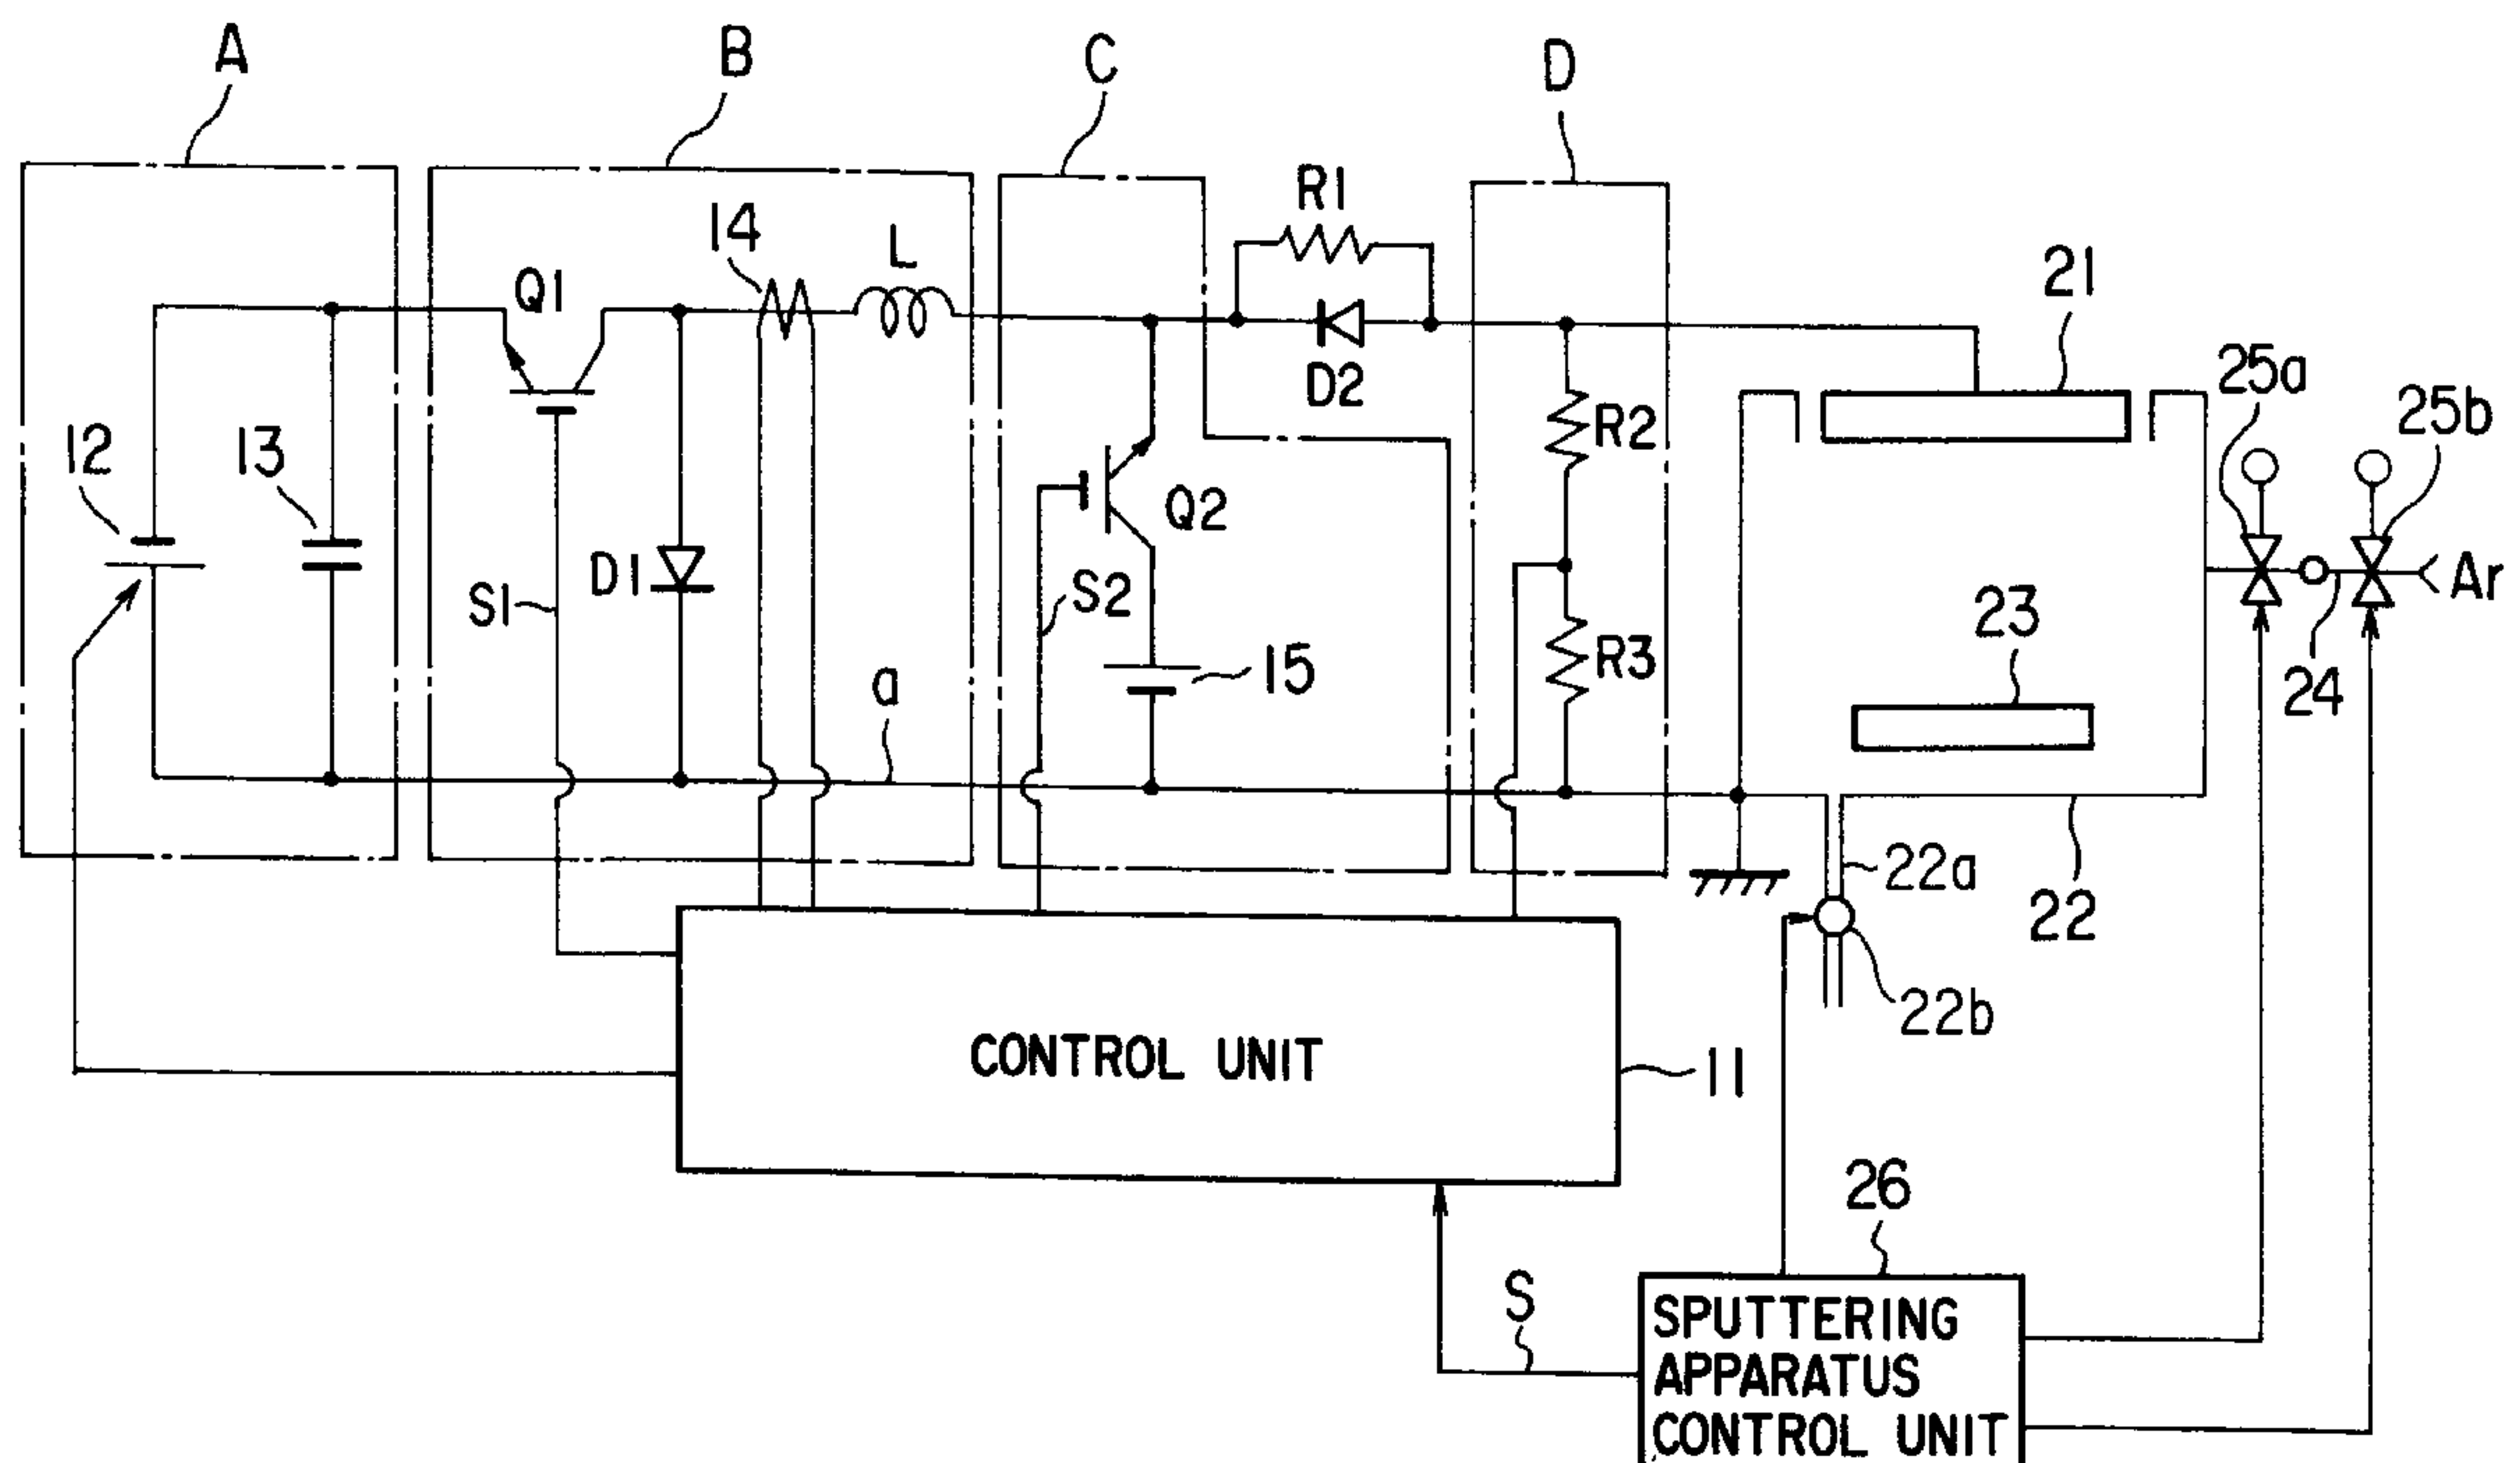 A
B
C
D
R1
14
L
Q1
21
25a
D2
25b
R2
12
13
Q2
Ar
D1
S2
S1
23
R3
15
24
a
22a
22
22b
CONTROL UNIT
11
26
S
SPUTTERING
APPARATUS
CONTROL UNIT